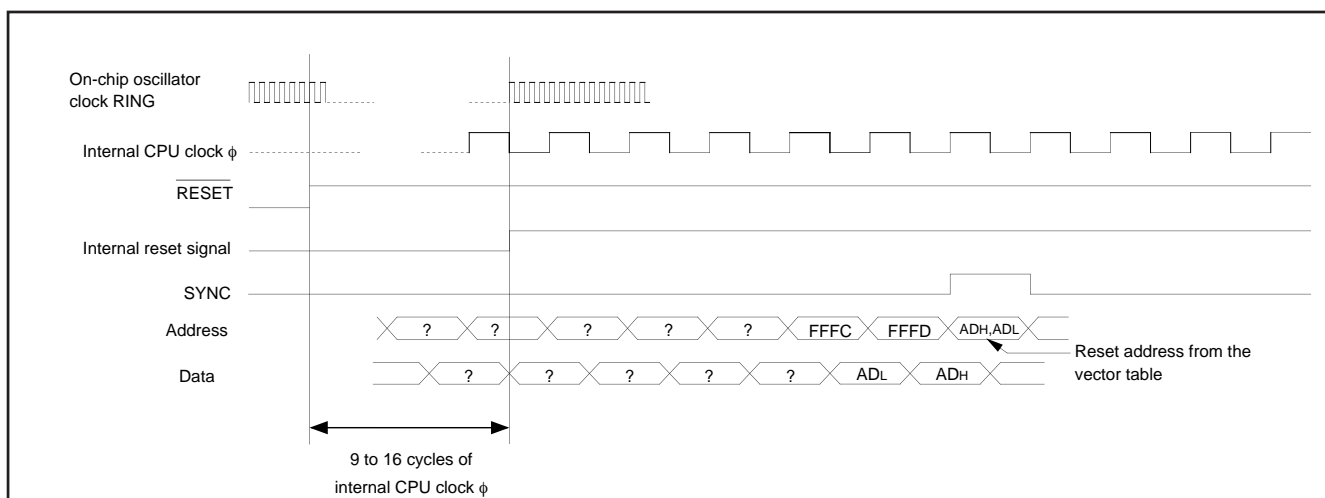 On-chip oscillator
clock RING
Internal CPU clock ϕ
RESET
Internal reset signal
SYNC
Address
? ? ? ? ? FFFC FFFD ADH,ADL
Reset address from the
vector table
Data
? ? ? ? ? ADL ADH
9 to 16 cycles of
internal CPU clock ϕ